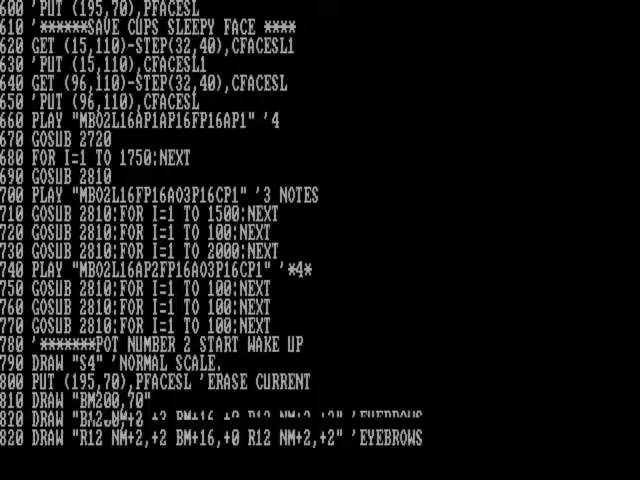 600 'PUT (195,70),PFACESL
610 '******SAVE CUPS SLEEPY FACE ****
620 GET (15,110)-STEP(32,40),CFACESL1
630 'PUT (15,110),CFACESL1
640 GET (96,110)-STEP(32,40),CFACESL
650 'PUT (96,110),CFACESL
660 PLAY "MBO2L16AP1AP16FP16AP1" '4
670 GOSUB 2720
680 FOR I=1 TO 1750:NEXT
690 GOSUB 2810
700 PLAY "MBO2L16FP16AO3P16CP1" '3 NOTES
710 GOSUB 2810:FOR I=1 TO 1500:NEXT
720 GOSUB 2810:FOR I=1 TO 100:NEXT
730 GOSUB 2810:FOR I=1 TO 2000:NEXT
740 PLAY "MBO2L16AP2FP16AO3P16CP1" '*4*
750 GOSUB 2810:FOR I=1 TO 100:NEXT
760 GOSUB 2810:FOR I=1 TO 100:NEXT
770 GOSUB 2810:FOR I=1 TO 100:NEXT
780 '*******POT NUMBER 2 START WAKE UP
790 DRAW "S4" 'NORMAL SCALE.
800 PUT (195,70),PFACESL 'ERASE CURRENT
810 DRAW "BM200,70"
820 DRAW
820 DRAW "R12 NM+2,+2 BM+16,+0 R12 NM+2,+2" 'EYEBROWS